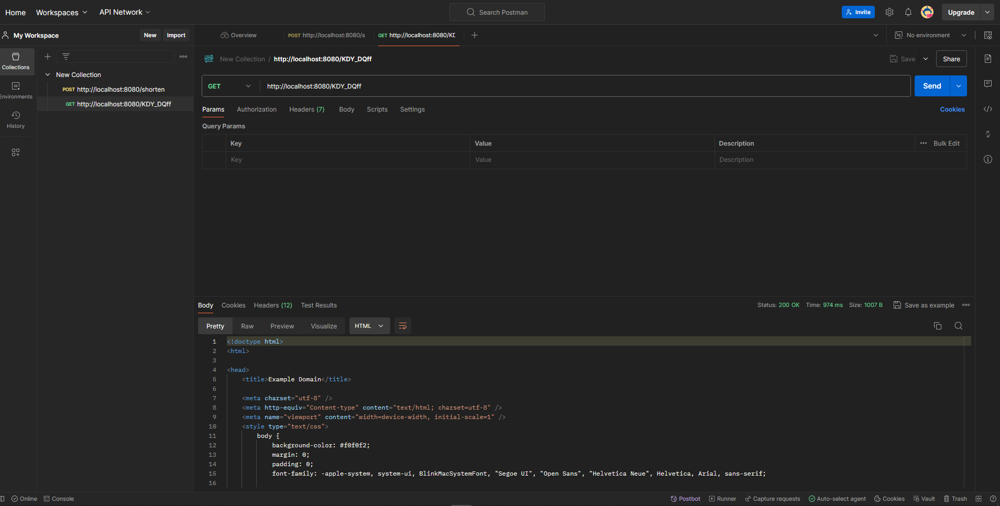 Home Workspaces API Network Search Postman Invite Upgrade
My Workspace New Import Overview POST http://localhost:8080/s GET http://localhost:8080/KD No environment
Collections
Environments
History
New Collection
POST http://localhost:8080/shorten
GET http://localhost:8080/KDY_DQff
HTTP New Collection / http://localhost:8080/KDY_DQff Save Share
GET http://localhost:8080/KDY_DQff Send
Params Authorization Headers (7) Body Scripts Settings Cookies
Query Params
Key Value Description Bulk Edit
Key Value Description
Body Cookies Headers (12) Test Results Status: 200 OK Time: 974 ms Size: 1007 B Save as example
Pretty Raw Preview Visualize HTML
1 <!doctype html>
2 <html>
3
4 <head>
5 <title>Example Domain</title>
6
7 <meta charset="utf-8" />
8 <meta http-equiv="Content-type" content="text/html; charset=utf-8" />
9 <meta name="viewport" content="width=device-width, initial-scale=1" />
10 <style type="text/css">
11 body {
12 background-color: #f0f0f2;
13 margin: 0;
14 padding: 0;
15 font-family: -apple-system, system-ui, BlinkMacSystemFont, "Segoe UI", "Open Sans", "Helvetica Neue", Helvetica, Arial, sans-serif;
16
Online Console Postbot Runner Capture requests Auto-select agent Cookies Vault Trash